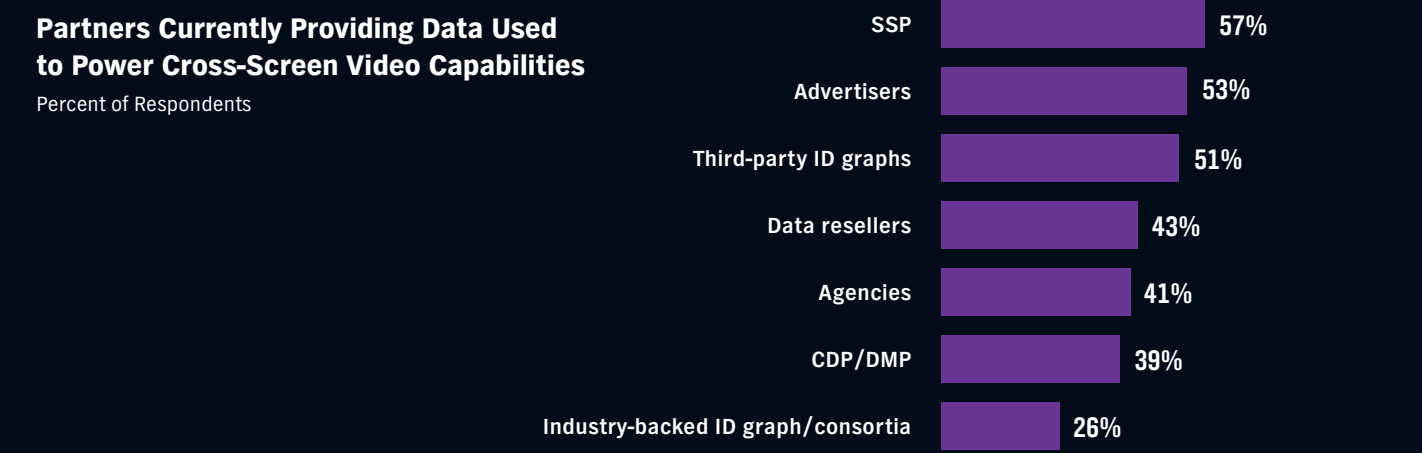 Partners Currently Providing Data Used
to Power Cross-Screen Video Capabilities
Percent of Respondents
SSP 57%
Advertisers 53%
Third-party ID graphs 51%
Data resellers 43%
Agencies 41%
CDP/DMP 39%
Industry-backed ID graph/consortia 26%